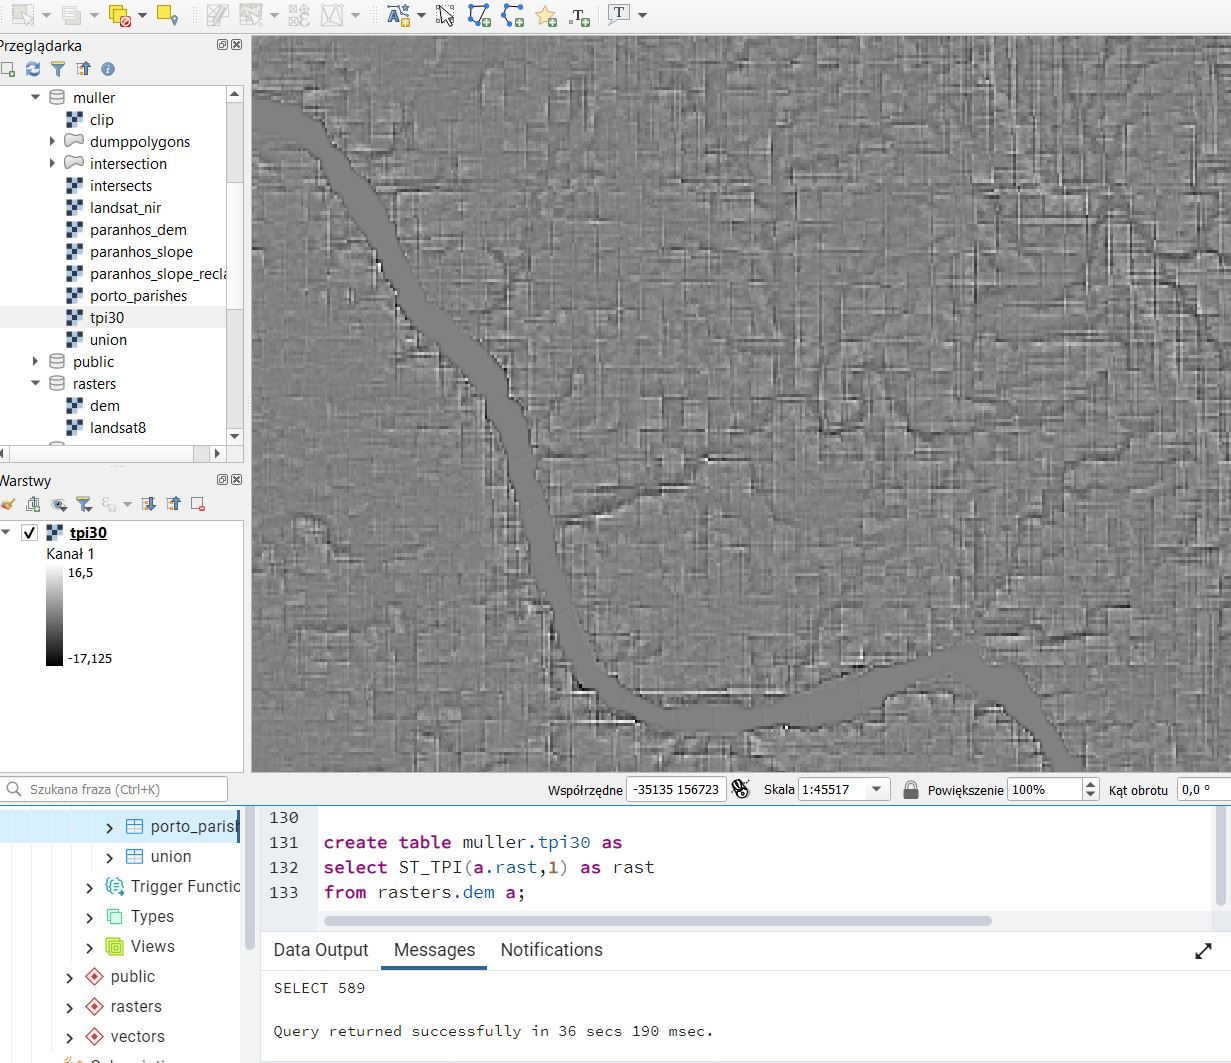 Przeglądarka
muller
clip
dumppolygons
intersection
intersects
landsat_nir
paranhos_dem
paranhos_slope
paranhos_slope_recla
porto_parishes
tpi30
union
public
rasters
dem
landsat8
Warstwy
tpi30
Kanał 1
16,5
-17,125
Szukana fraza (Ctrl+K)
Współrzędne -35135 156723 Skala 1:45517 Powiększenie 100% Kąt obrotu 0,0 °
porto_parish
union
Trigger Functio
Types
Views
public
rasters
vectors
130
131 create table muller.tpi30 as
132 select ST_TPI(a.rast,1) as rast
133 from rasters.dem a;
Data Output Messages Notifications
SELECT 589
Query returned successfully in 36 secs 190 msec.